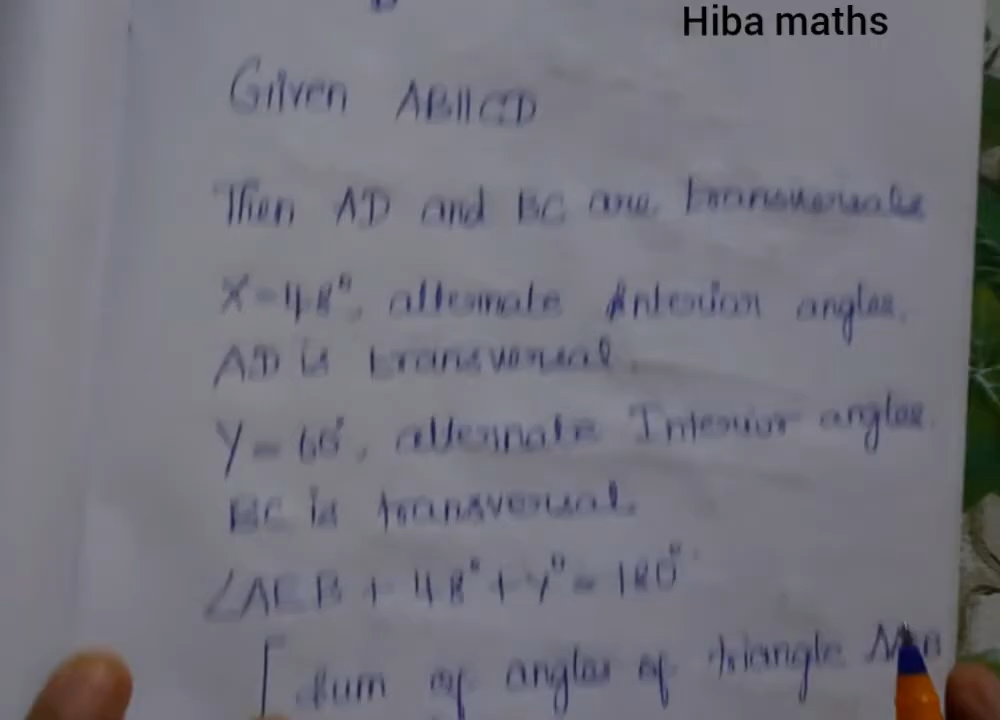 Hiba maths
Given AB||CD
Then AD and BC are transversals
X=48°, alternate interior angles.
AD is transversal.
Y=60°, alternate Interior angles.
BC is transversal.
∠AEB + 48° + y° = 180°
[sum of angles of triangle